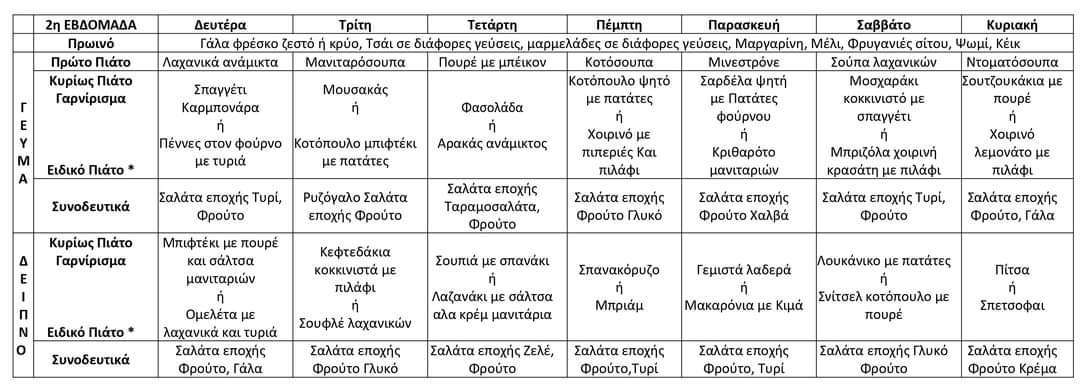 2η ΕΒΔΟΜΑΔΑ Δευτέρα Τρίτη Τετάρτη Πέμπτη Παρασκευή Σαββάτο Κυριακή
Πρωινό Γάλα φρέσκο ζεστό ή κρύο, Τσάι σε διάφορες γεύσεις, μαρμελάδες σε διάφορες γεύσεις, Μαργαρίνη, Μέλι, Φρυγανιές σίτου, Ψωμί, Κέικ
ΓΕΥΜΑ
Πρώτο Πιάτο Λαχανικά ανάμικτα Μανιταρόσουπα Πουρέ με μπέικον Κοτόσουπα Μινεστρόνε Σούπα λαχανικών Ντοματόσουπα
Κυρίως Πιάτο
Γαρνίρισμα
Ειδικό Πιάτο *
Σπαγγέτι
Καρμπονάρα
ή
Πέννες στον φούρνο
με τυριά
Μουσακάς
ή
Κοτόπουλο μπιφτέκι
με πατάτες
Φασολάδα
ή
Αρακάς ανάμικτος
Κοτόπουλο ψητό
με πατάτες
ή
Χοιρινό με
πιπεριές Και
πιλάφι
Σαρδέλα ψητή
με Πατάτες
φούρνου
ή
Κριθαρότο
μανιταριών
Μοσχαράκι
κοκκινιστό με
σπαγγέτι
ή
Μπριζόλα χοιρινή
κρασάτη με πιλάφι
Σουτζουκάκια με
πουρέ
ή
Χοιρινό
λεμονάτο με
πιλάφι
Συνοδευτικά
Σαλάτα εποχής Τυρί,
Φρούτο
Ρυζόγαλο Σαλάτα
εποχής Φρούτο
Σαλάτα εποχής
Ταραμοσαλάτα,
Φρούτο
Σαλάτα εποχής
Φρούτο Γλυκό
Σαλάτα εποχής
Φρούτο Χαλβά
Σαλάτα εποχής Τυρί,
Φρούτο
Σαλάτα εποχής
Φρούτο, Γάλα
ΔΕΙΠΝΟ
Κυρίως Πιάτο
Γαρνίρισμα
Ειδικό Πιάτο *
Μπιφτέκι με πουρέ
και σάλτσα
μανιταριών
ή
Ομελέτα με
λαχανικά και τυριά
Κεφτεδάκια
κοκκινιστά με
πιλάφι
ή
Σουφλέ λαχανικών
Σουπιά με σπανάκι
ή
Λαζανάκι με σάλτσα
αλα κρέμ μανιτάρια
Σπανακόρυζο
ή
Μπριάμ
Γεμιστά λαδερά
ή
Μακαρόνια με Κιμά
Λουκάνικο με πατάτες
ή
Σνίτσελ κοτόπουλο με
πουρέ
Πίτσα
ή
Σπετσοφαι
Συνοδευτικά
Σαλάτα εποχής
Φρούτο, Γάλα
Σαλάτα εποχής
Φρούτο Γλυκό
Σαλάτα εποχής Ζελέ,
Φρούτο
Σαλάτα εποχής
Φρούτο,Τυρί
Σαλάτα εποχής
Φρούτο, Τυρί
Σαλάτα εποχής Γλυκό
Φρούτο
Σαλάτα εποχής
Φρούτο Κρέμα